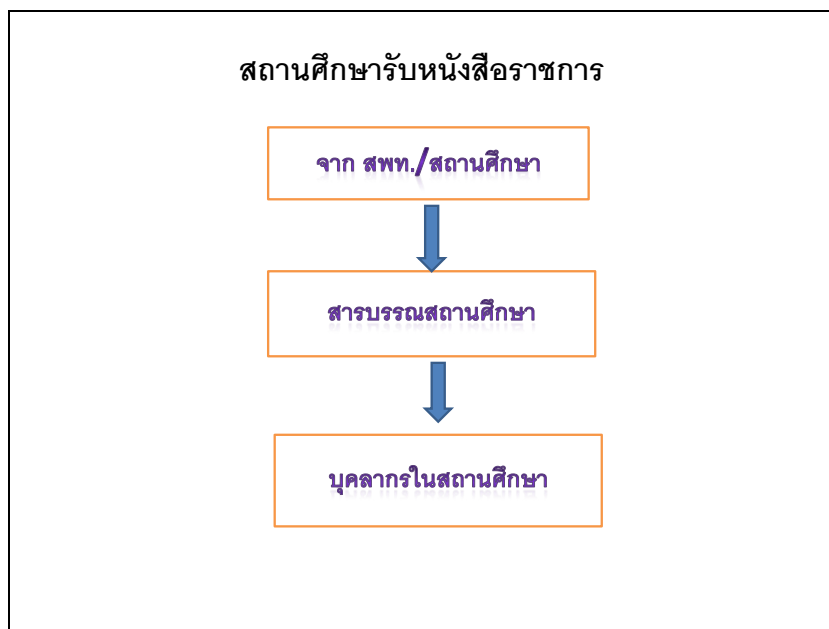 สถานศึกษารับหนังสือราชการ
จาก สพท./สถานศึกษา
สารบรรณสถานศึกษา
บุคลากรในสถานศึกษา